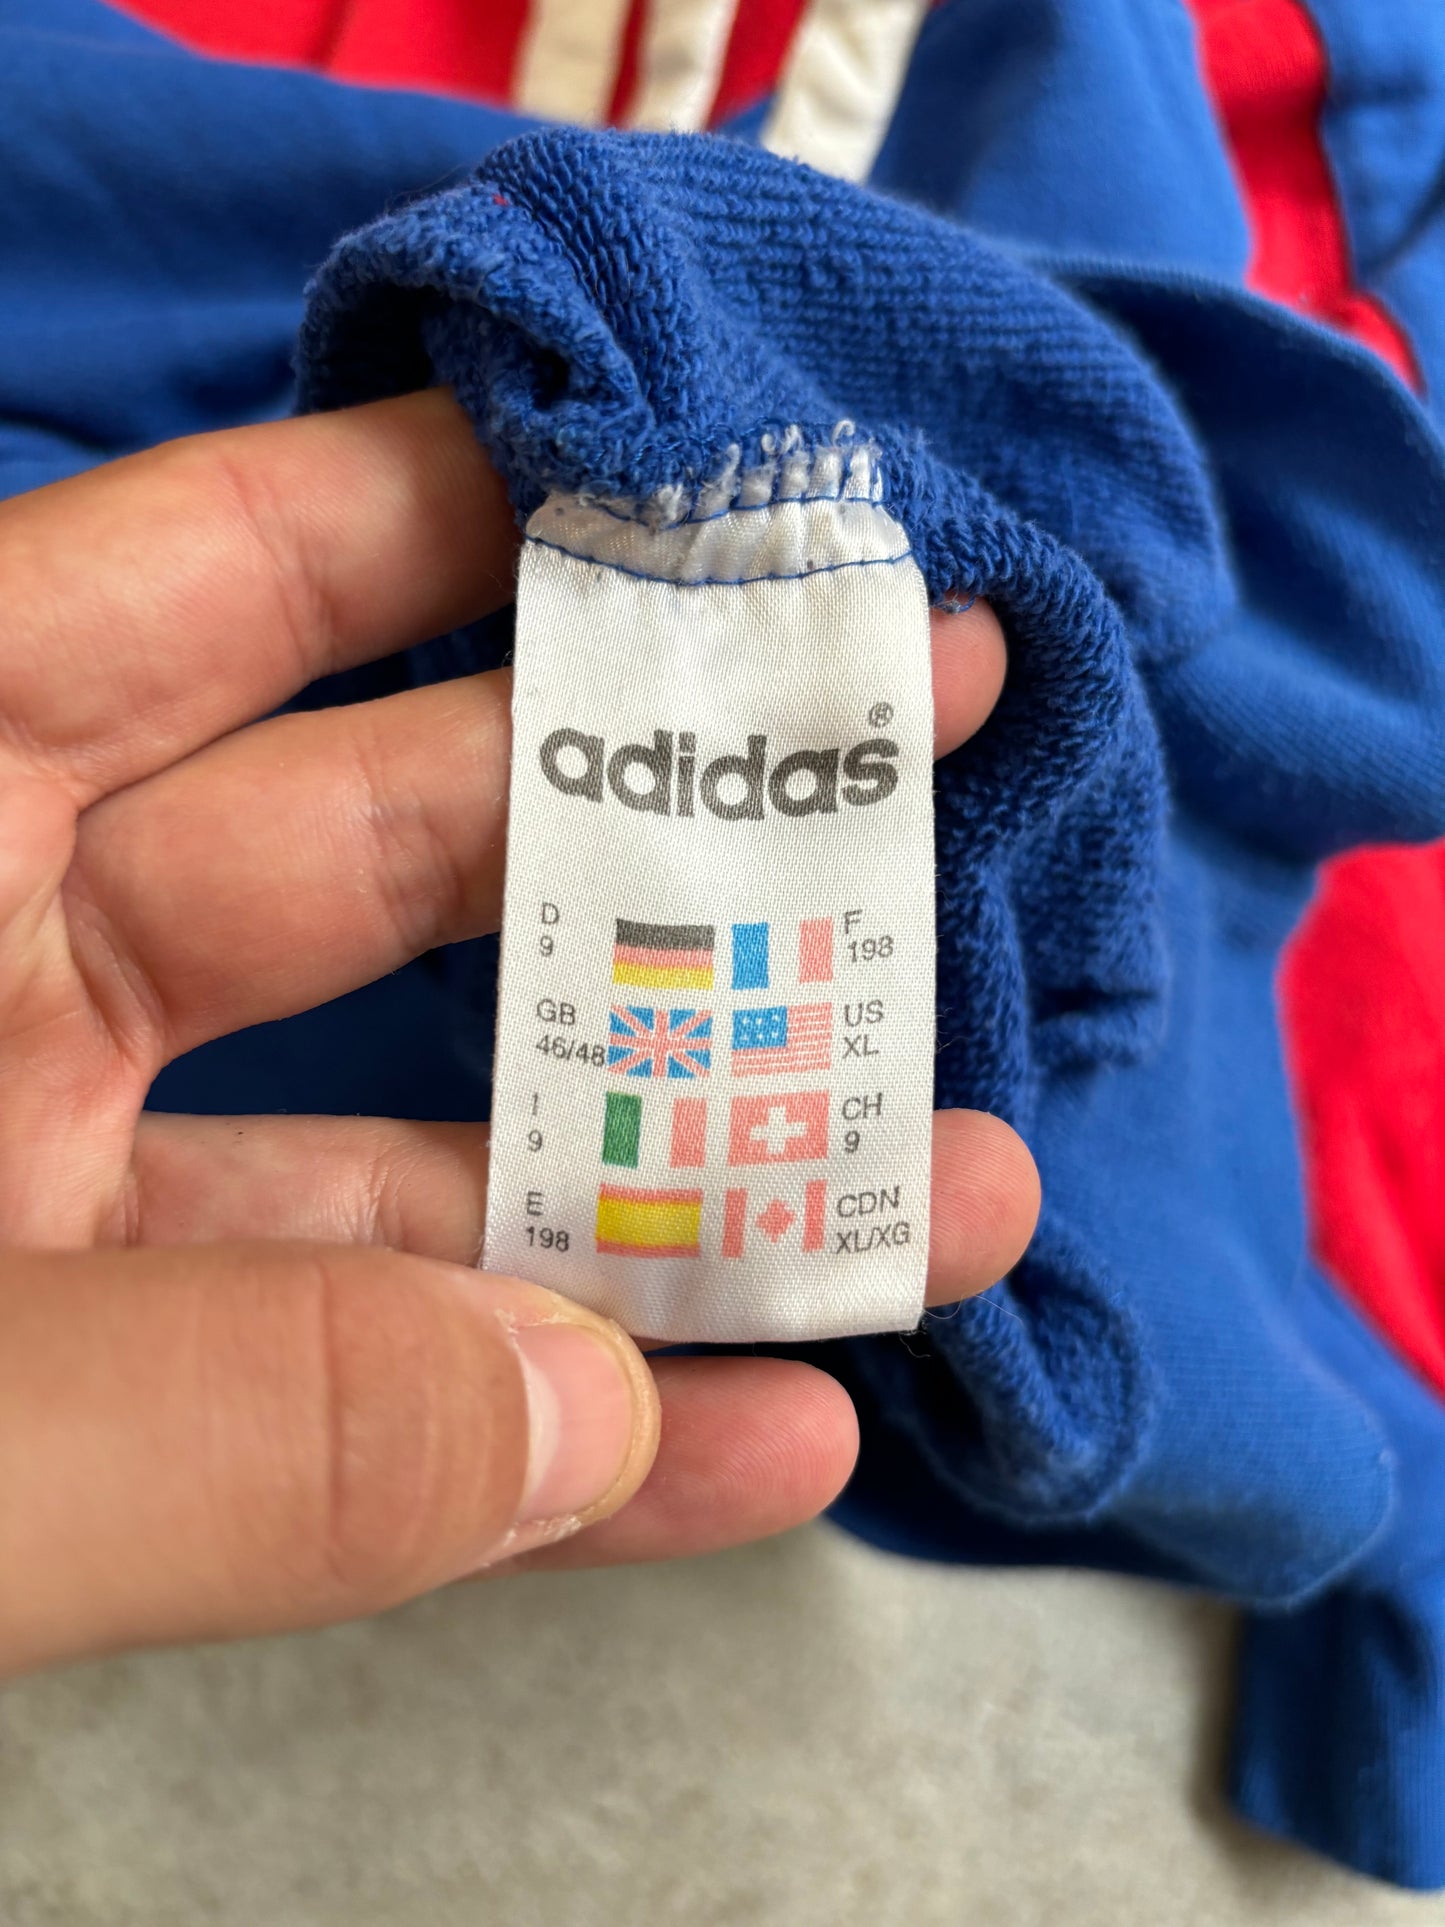 adidas®
D F
9 198
GB US
46/48 XL
I CH
9 9
E CDN
198 XL/XG